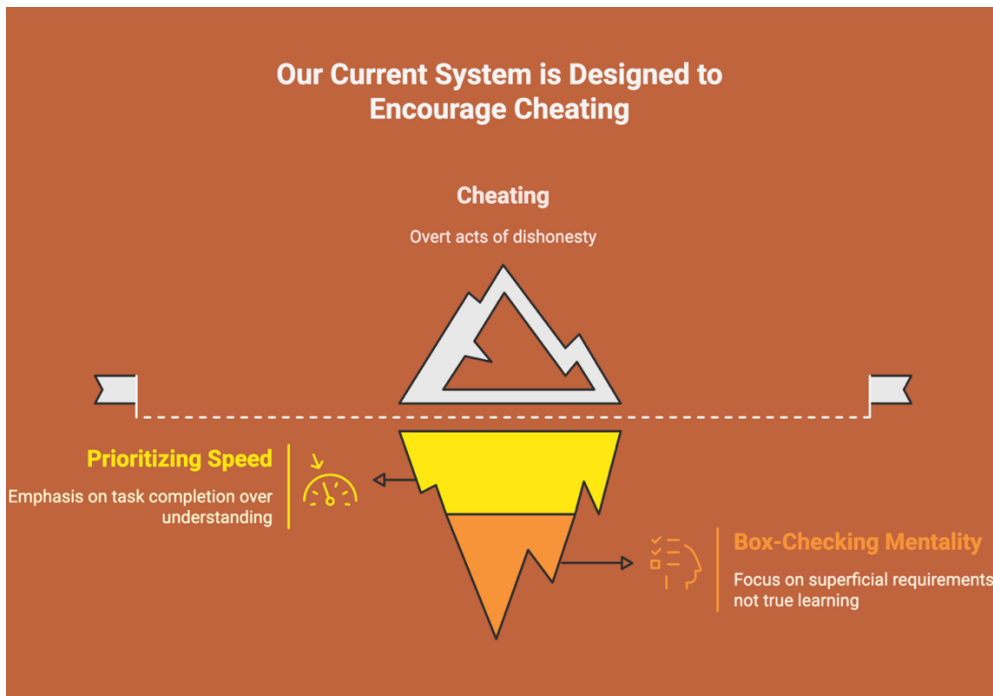 Our Current System is Designed to
Encourage Cheating
Cheating
Overt acts of dishonesty
Prioritizing Speed
Emphasis on task completion over
understanding
Box-Checking Mentality
Focus on superficial requirements
not true learning